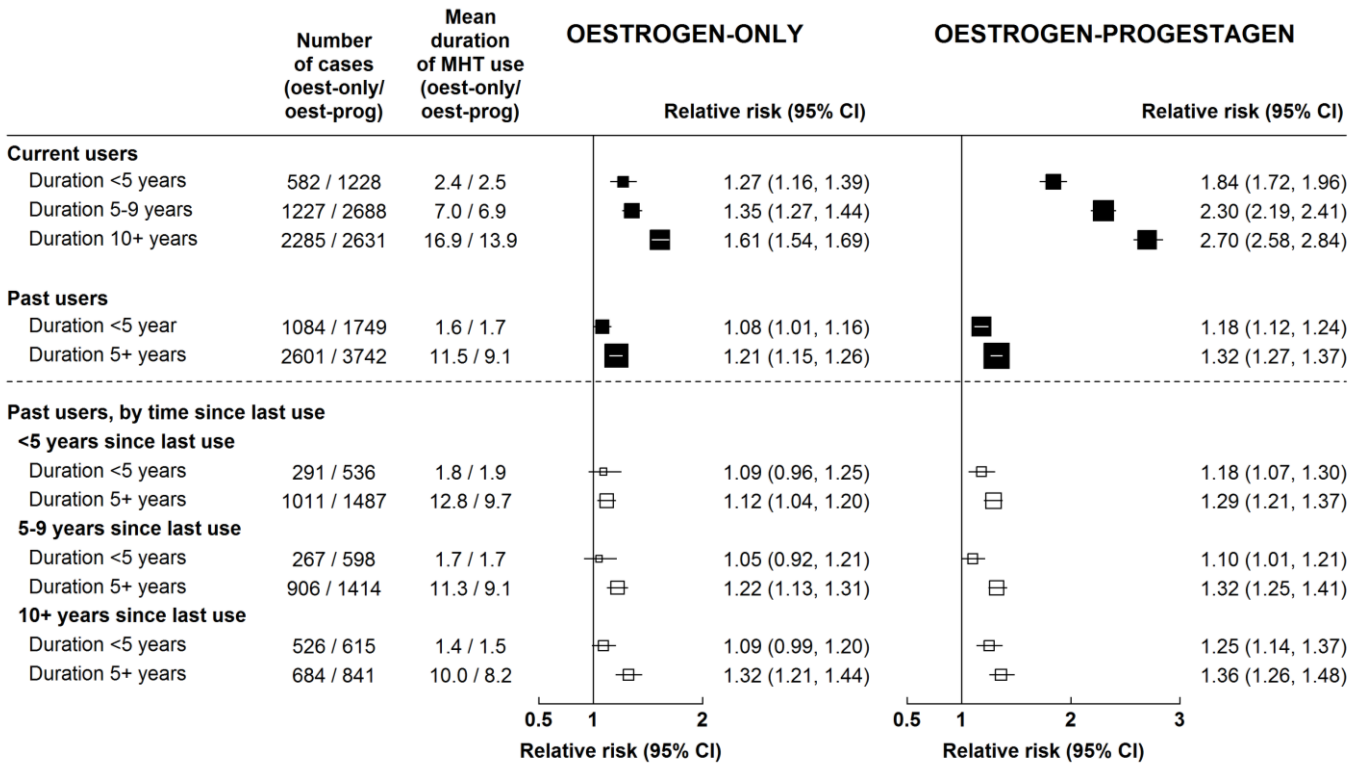 Number of cases (oest-only/ oest-prog)
Mean duration of MHT use (oest-only/ oest-prog)
OESTROGEN-ONLY
OESTROGEN-PROGESTAGEN
Relative risk (95% CI)
Relative risk (95% CI)
Current users
Duration <5 years 582 / 1228 2.4 / 2.5 1.27 (1.16, 1.39) 1.84 (1.72, 1.96)
Duration 5-9 years 1227 / 2688 7.0 / 6.9 1.35 (1.27, 1.44) 2.30 (2.19, 2.41)
Duration 10+ years 2285 / 2631 16.9 / 13.9 1.61 (1.54, 1.69) 2.70 (2.58, 2.84)
Past users
Duration <5 year 1084 / 1749 1.6 / 1.7 1.08 (1.01, 1.16) 1.18 (1.12, 1.24)
Duration 5+ years 2601 / 3742 11.5 / 9.1 1.21 (1.15, 1.26) 1.32 (1.27, 1.37)
Past users, by time since last use
<5 years since last use
Duration <5 years 291 / 536 1.8 / 1.9 1.09 (0.96, 1.25) 1.18 (1.07, 1.30)
Duration 5+ years 1011 / 1487 12.8 / 9.7 1.12 (1.04, 1.20) 1.29 (1.21, 1.37)
5-9 years since last use
Duration <5 years 267 / 598 1.7 / 1.7 1.05 (0.92, 1.21) 1.10 (1.01, 1.21)
Duration 5+ years 906 / 1414 11.3 / 9.1 1.22 (1.13, 1.31) 1.32 (1.25, 1.41)
10+ years since last use
Duration <5 years 526 / 615 1.4 / 1.5 1.09 (0.99, 1.20) 1.25 (1.14, 1.37)
Duration 5+ years 684 / 841 10.0 / 8.2 1.32 (1.21, 1.44) 1.36 (1.26, 1.48)
0.5 1 2 0.5 1 2 3
Relative risk (95% CI) Relative risk (95% CI)